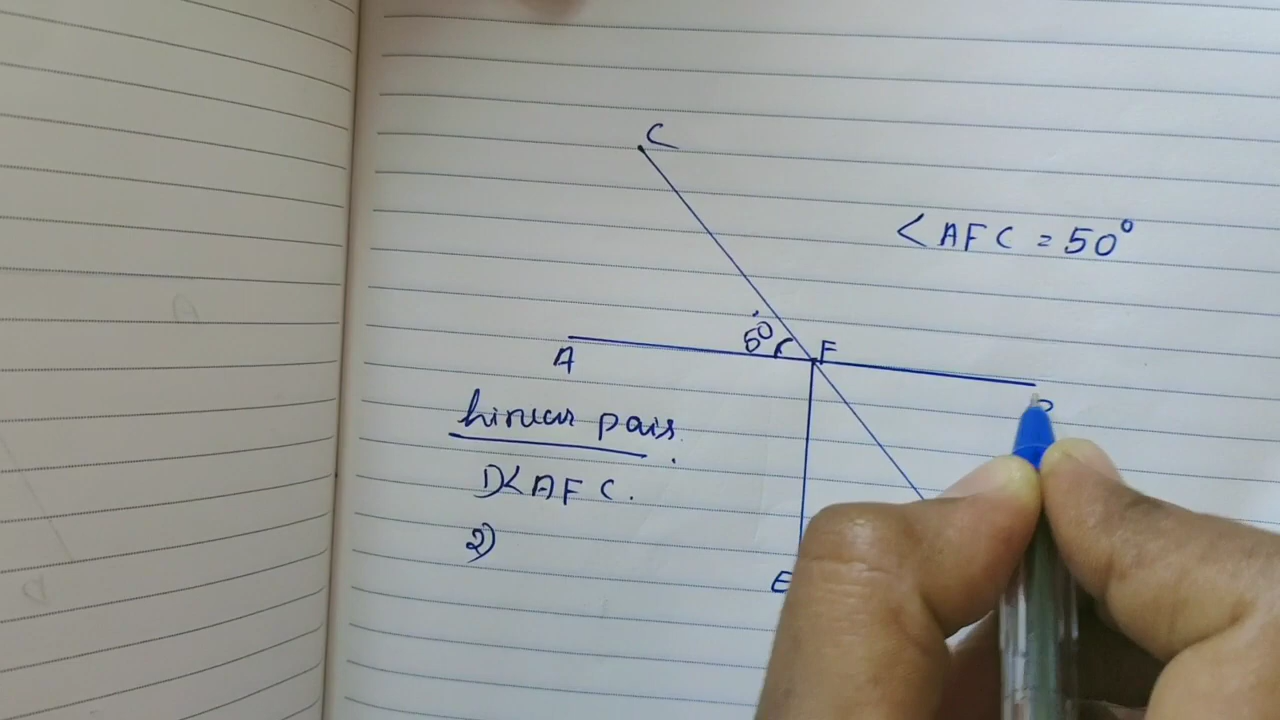 C
< AFC = 50°
50
F
A
Linear pair.
1) < AFC.
2)
E